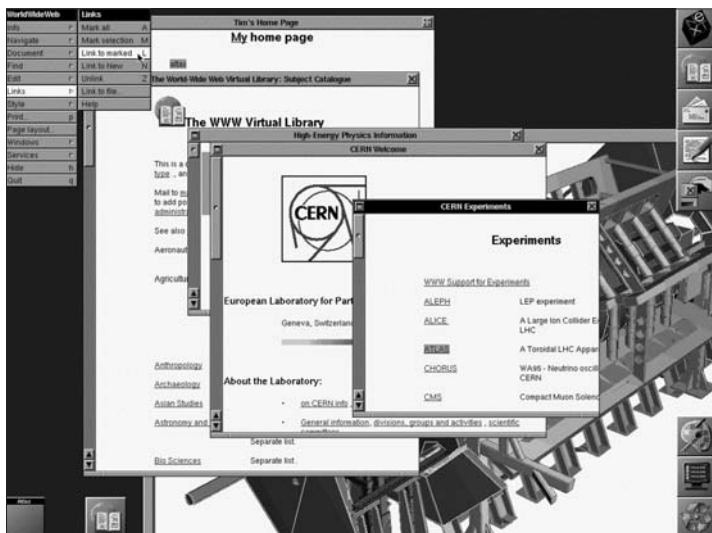 WorldWideWeb
Info
Navigate
Document
Find
Edit
Links
Style
Print...
Page layout...
Windows
Services
Hide
Quit
Links
Mark all A
Mark selection M
Link to marked L
Link to New N
Unlink Z
Link to file...
Help
Tim's Home Page
My home page
atlas
The World-Wide Web Virtual Library: Subject Catalogue
The WWW Virtual Library
This is a
type , an
Mail to
to add po
administr
See also
Aeronaut
Agricultu
Anthropology
Archaeology
Asian Studies
Astronomy and
Separate list.
Bio Sciences Separate list.
High-Energy Physics Information
CERN Welcome
CERN
European Laboratory for Part
Geneva, Switzerlan
About the Laboratory:
on CERN info
General information, divisions, groups and activities , scientific
committees
CERN Experiments
Experiments
WWW Support for Experiments
ALEPH LEP experiment
ALICE A Large Ion Collider E
LHC
ATLAS A Toroidal LHC Appar
CHORUS WA95 - Neutrino oscill
CERN
CMS Compact Muon Solenc